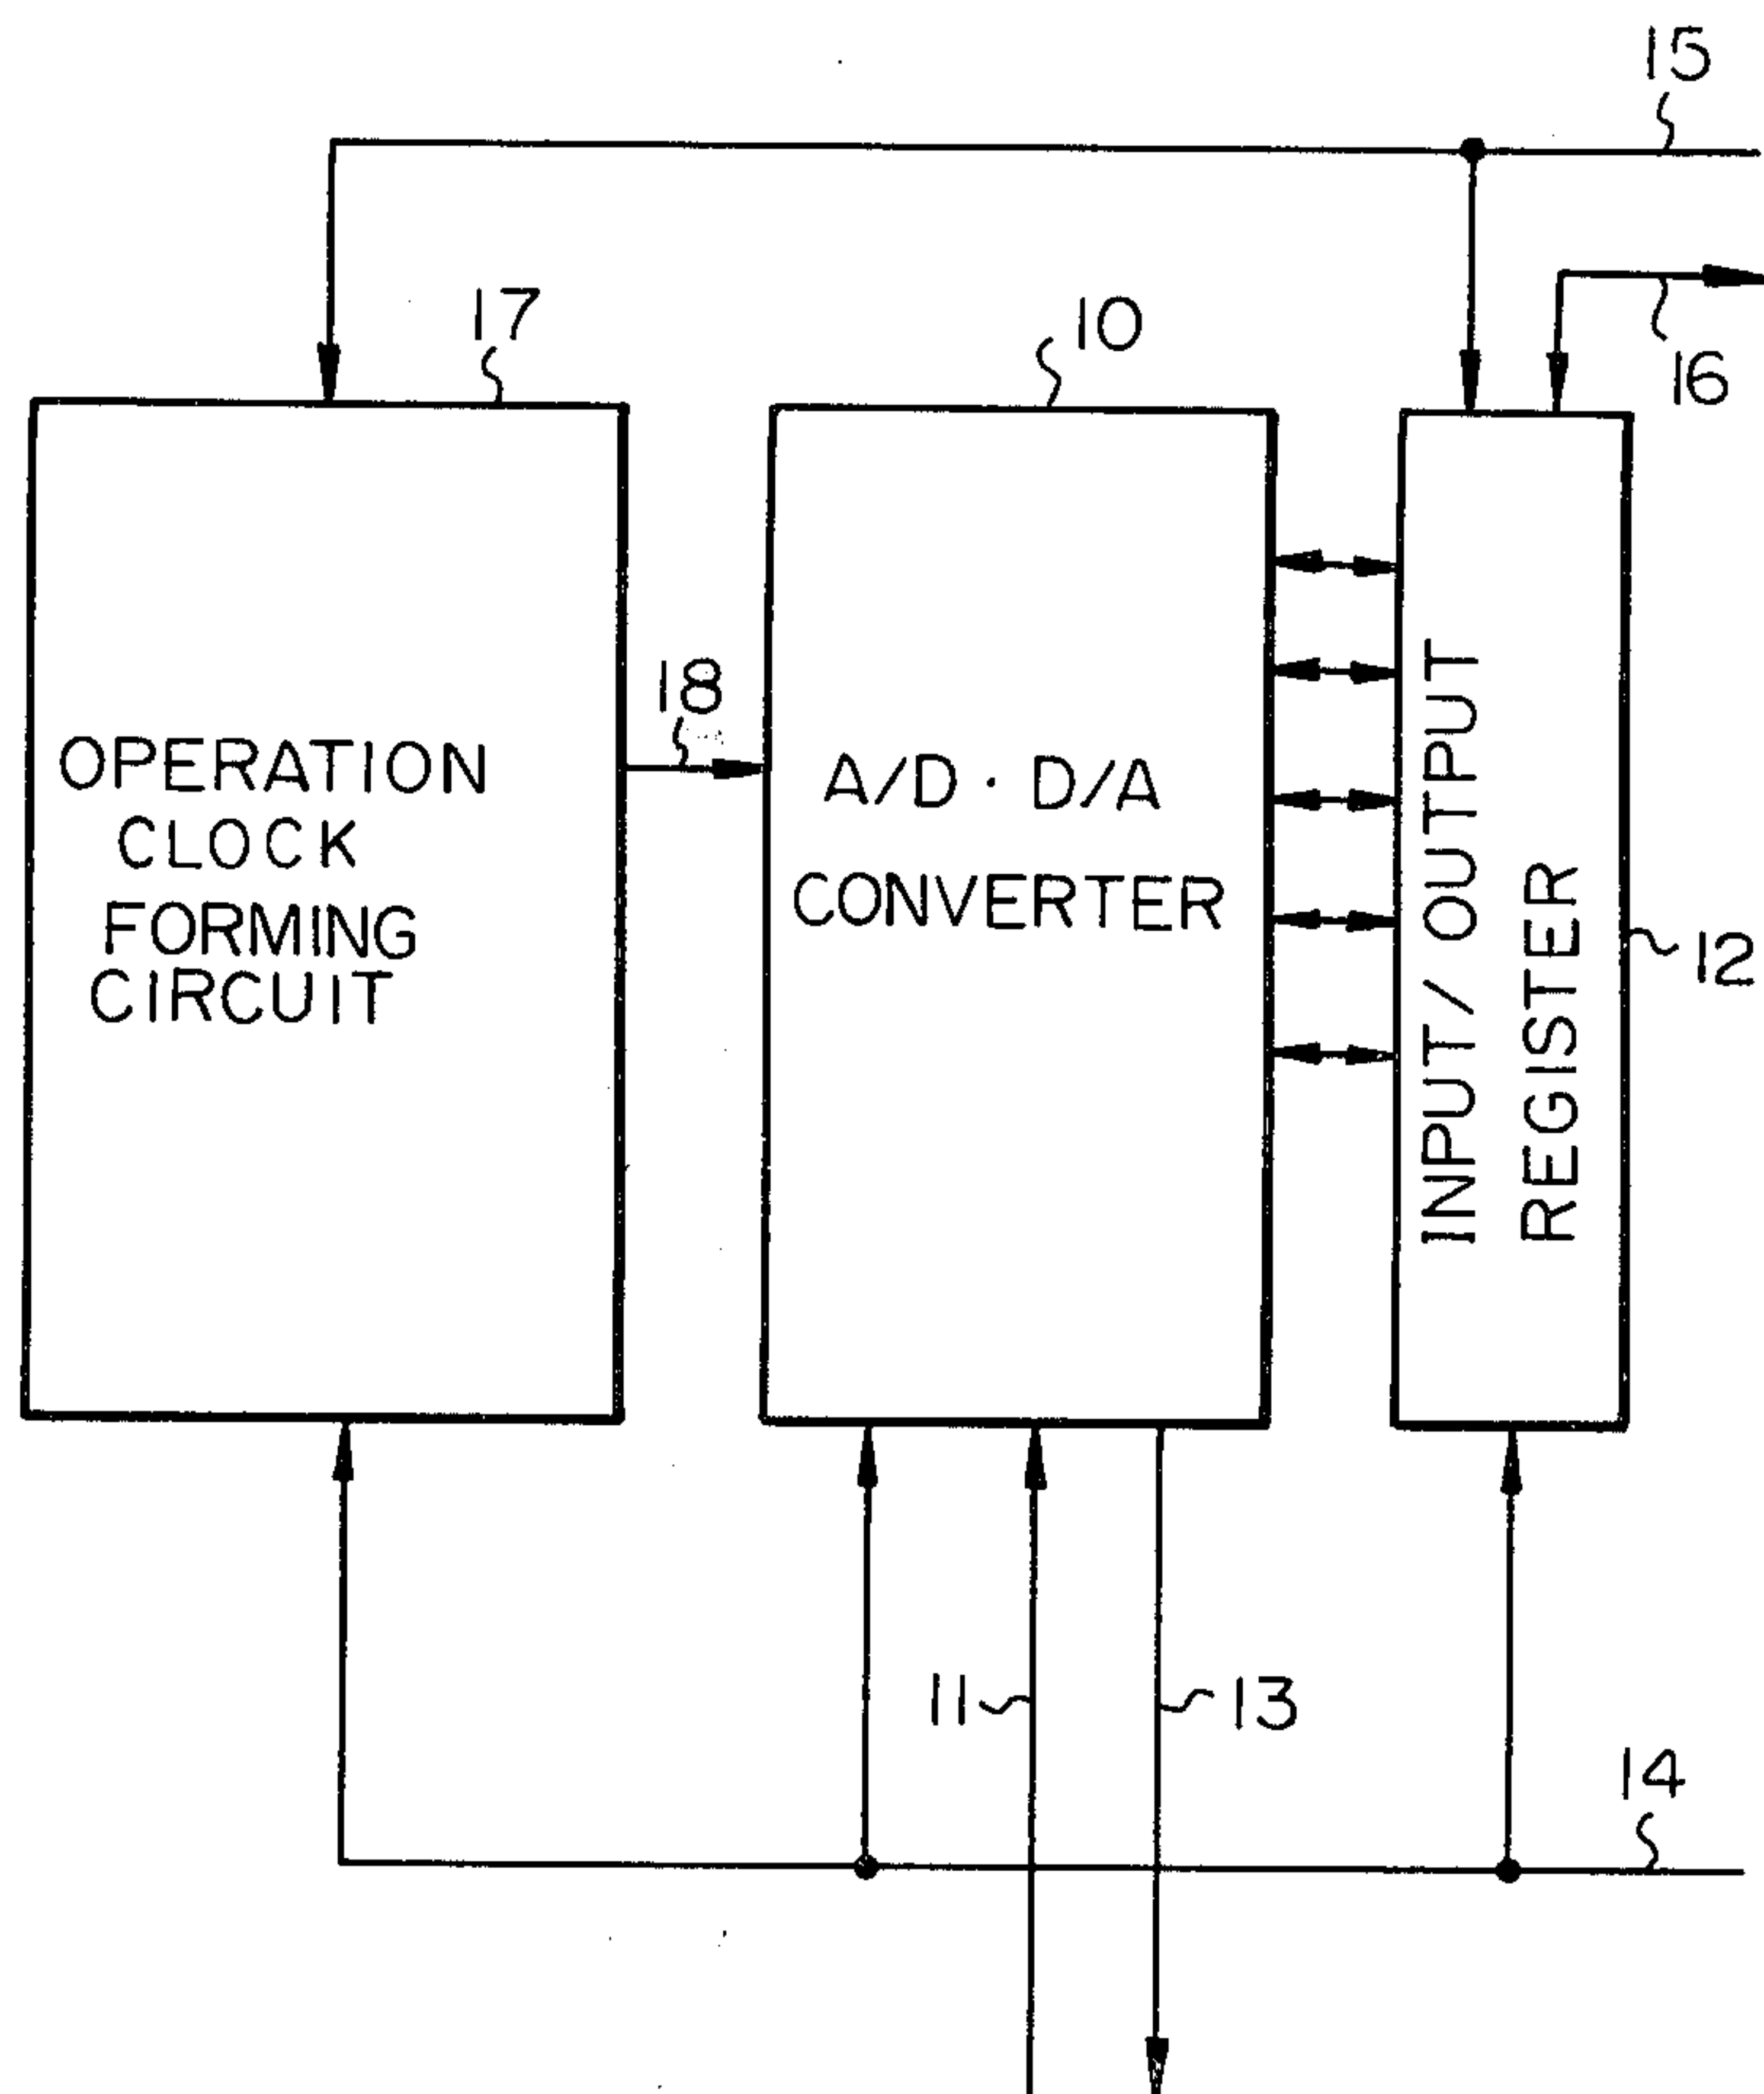 15
17
10
16
18
OPERATION
CLOCK
FORMING
CIRCUIT
A/D · D/A
CONVERTER
INPUT/ OUTPUT
REGISTER
12
11
13
14